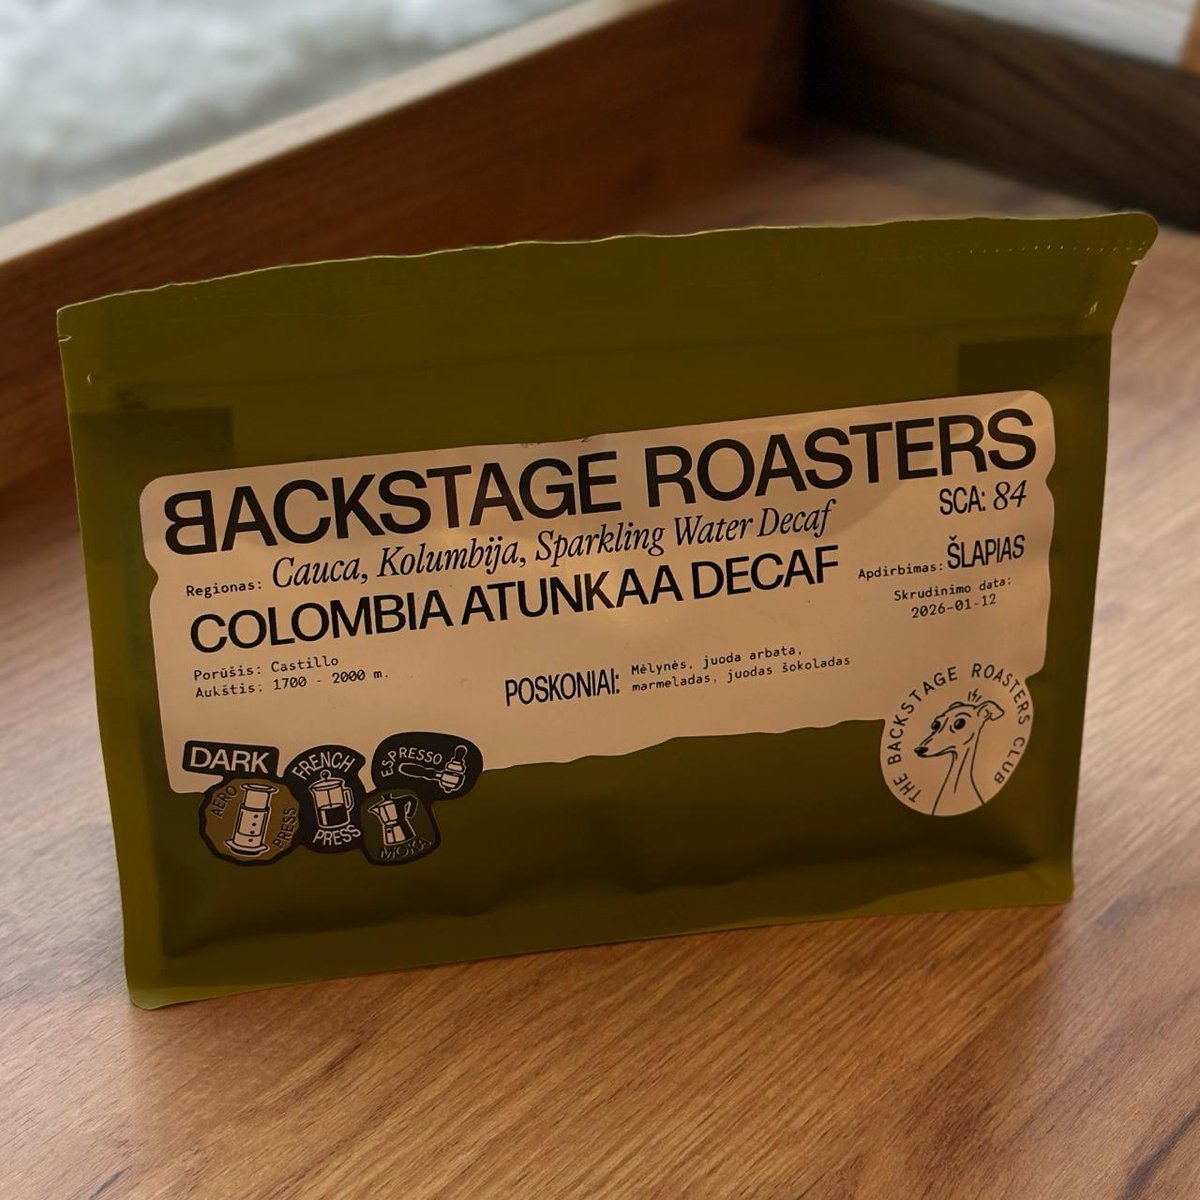 BACKSTAGE ROASTERS
Regionas: Cauca, Kolumbija, Sparkling Water Decaf
SCA: 84
COLOMBIA ATUNKAA DECAF
Apdirbimas: ŠLAPIAS
Skrudinimo data:
2026-01-12
Porūšis: Castillo
Aukštis: 1700 - 2000 m.
POSKONIAI: Mėlynės, juoda arbata,
marmeladas, juodas šokoladas
DARK
AERO PRESS
FRENCH PRESS
ESPRESSO
MOKA
THE BACKSTAGE ROASTERS CLUB